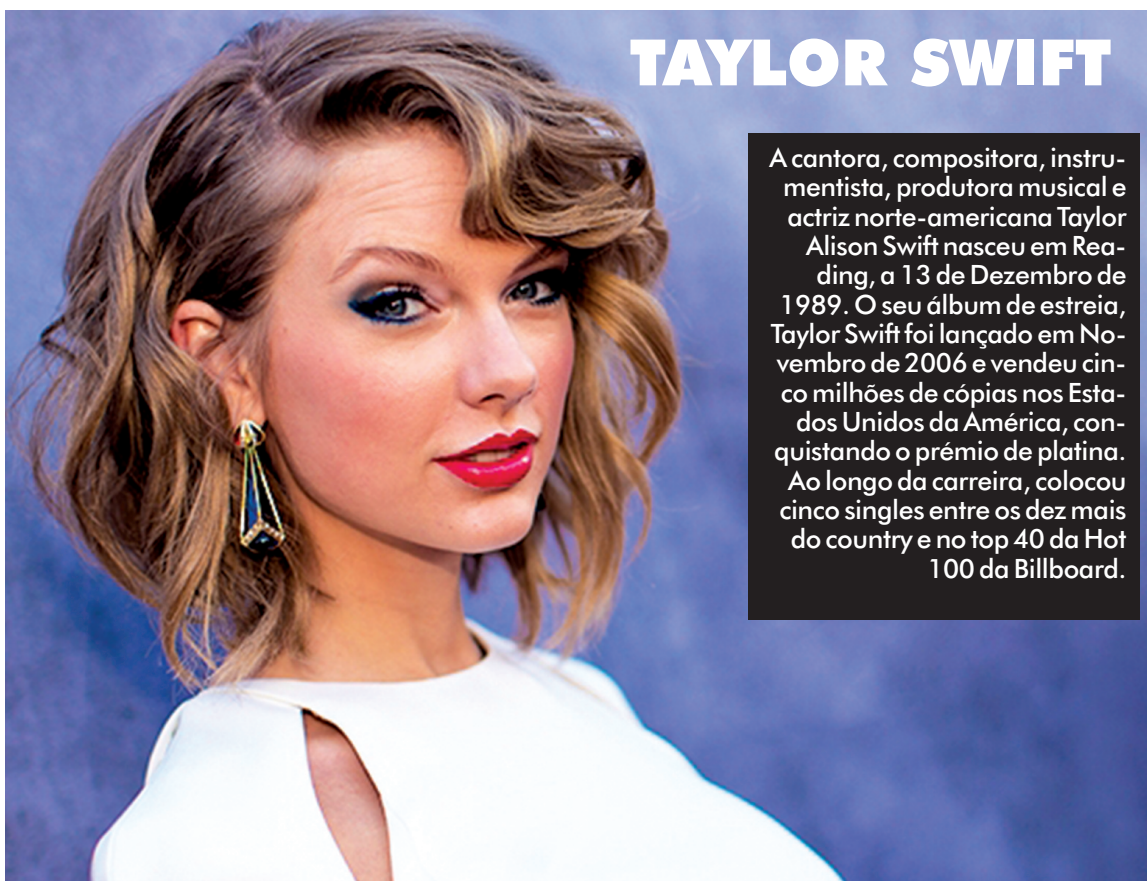 TAYLOR SWIFT
A cantora, compositora, instru-
mentista, produtora musical e
actriz norte-americana Taylor
Alison Swift nasceu em Rea-
ding, a 13 de Dezembro de
1989. O seu álbum de estreia,
Taylor Swift foi lançado em No-
vembro de 2006 e vendeu cin-
co milhões de cópias nos Esta-
dos Unidos da América, con-
quistando o prémio de platina.
Ao longo da carreira, colocou
cinco singles entre os dez mais
do country e no top 40 da Hot
100 da Billboard.